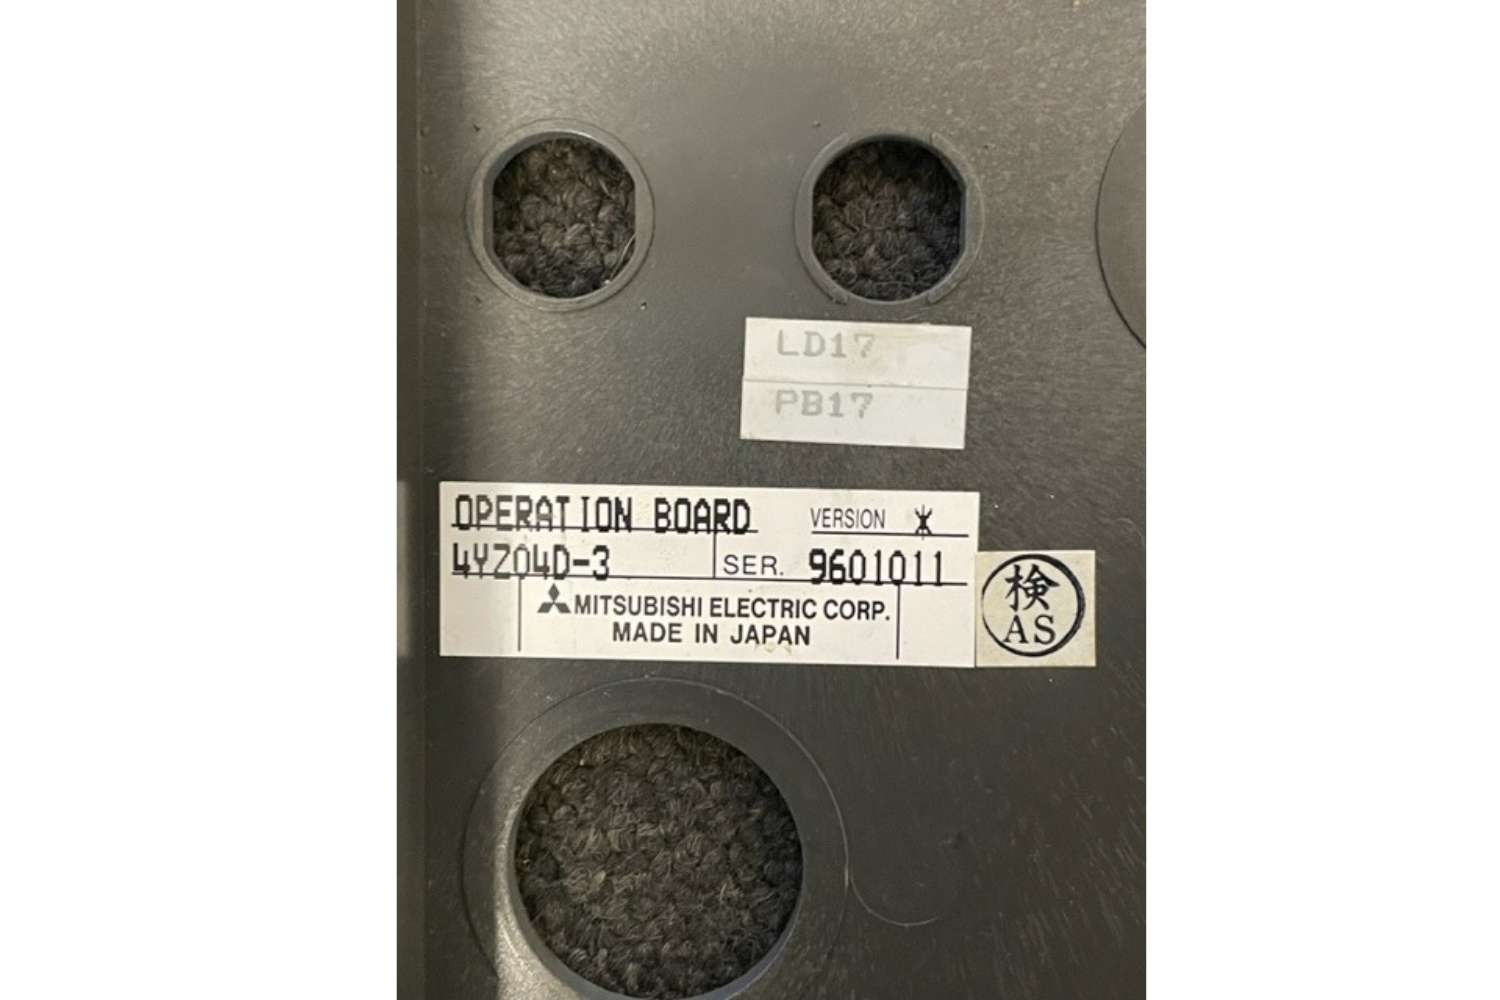 LD17
PB17
OPERATION BOARD VERSION *
4YZ04D-3 SER. 9601011
MITSUBISHI ELECTRIC CORP.
MADE IN JAPAN
検
AS